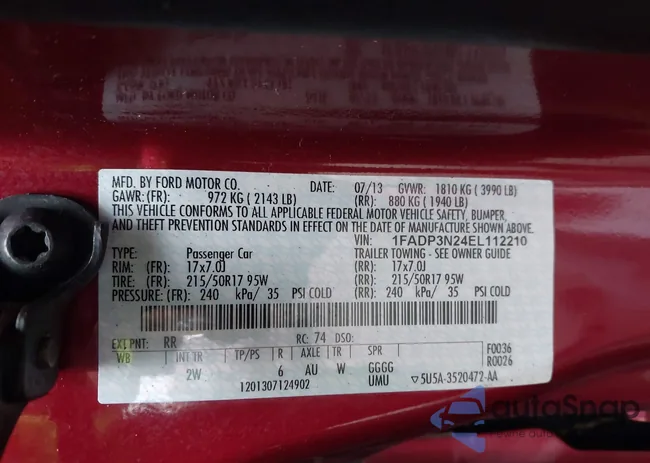 MFD. BY FORD MOTOR CO. DATE: 07/13 GVWR: 1810 KG ( 3990 LB)
GAWR: (FR): 972 KG ( 2143 LB) (RR): 880 KG ( 1940 LB)
THIS VEHICLE CONFORMS TO ALL APPLICABLE FEDERAL MOTOR VEHICLE SAFETY, BUMPER,
AND THEFT PREVENTION STANDARDS IN EFFECT ON THE DATE OF MANUFACTURE SHOWN ABOVE.
VIN: 1FADP3N24EL112210
TYPE: Passenger Car TRAILER TOWING - SEE OWNER GUIDE
RIM: (FR): 17x7.0J (RR): 17x7.0J
TIRE: (FR): 215/50R17 95W (RR): 215/50R17 95W
PRESSURE: (FR): 240 kPa/ 35 PSI COLD (RR): 240 kPa/ 35 PSI COLD
EXT PNT: RR RC: 74 DSO: F0036
WB INT TR TP/PS R AXLE TR SPR R0026
2W 6 AU W GGGG
1201307124902 UMU ▽5U5A-3520472-AA
autoSnap